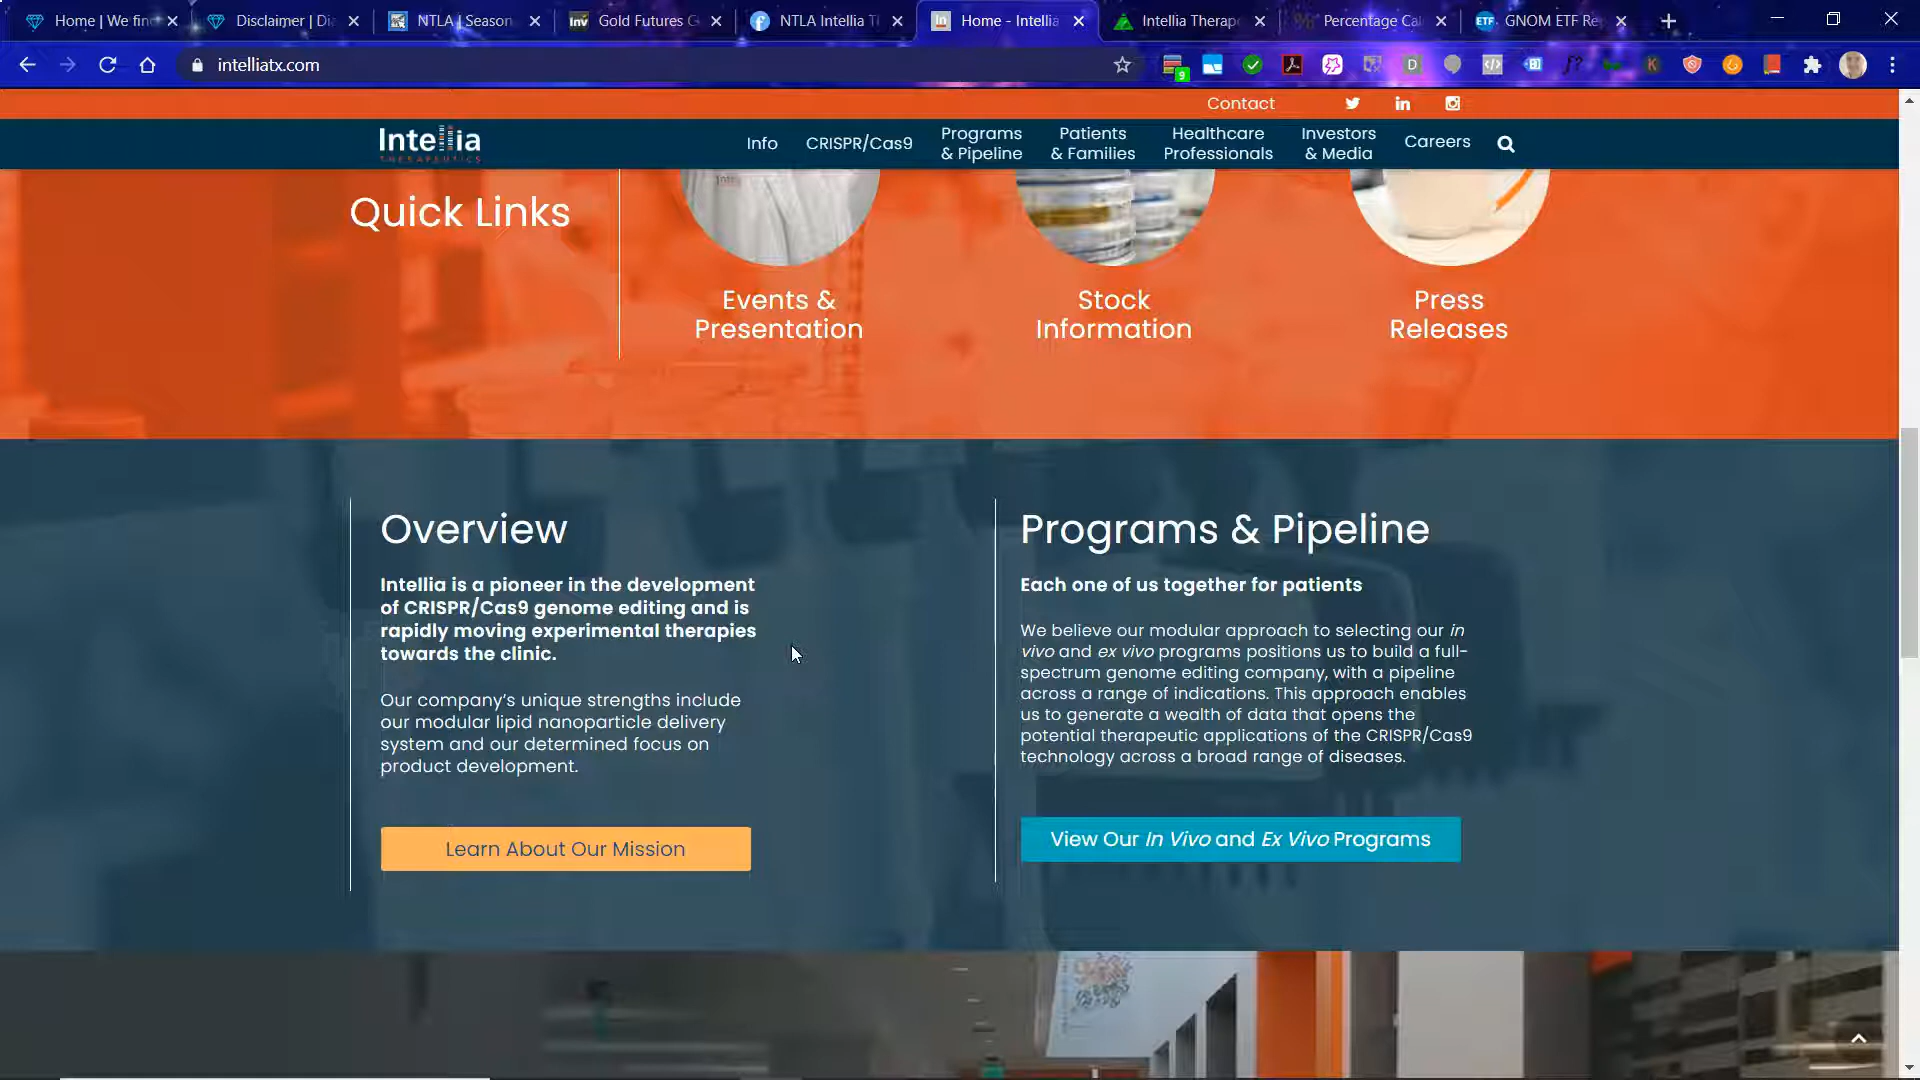 Home | We fin
Disclaimer | Di
NTLA | Season
Gold Futures C
NTLA Intellia T
Home - Intellia
Intellia Therape
Percentage Cal
GNOM ETF Re
intelliatx.com
Contact
Intellia
THERAPEUTICS
Info
CRISPR/Cas9
Programs
& Pipeline
Patients
& Families
Healthcare
Professionals
Investors
& Media
Careers
Quick Links
Events &
Presentation
Stock
Information
Press
Releases
Overview
Intellia is a pioneer in the development
of CRISPR/Cas9 genome editing and is
rapidly moving experimental therapies
towards the clinic.
Our company's unique strengths include
our modular lipid nanoparticle delivery
system and our determined focus on
product development.
Learn About Our Mission
Programs & Pipeline
Each one of us together for patients
We believe our modular approach to selecting our in
vivo and ex vivo programs positions us to build a full-
spectrum genome editing company, with a pipeline
across a range of indications. This approach enables
us to generate a wealth of data that opens the
potential therapeutic applications of the CRISPR/Cas9
technology across a broad range of diseases.
View Our In Vivo and Ex Vivo Programs